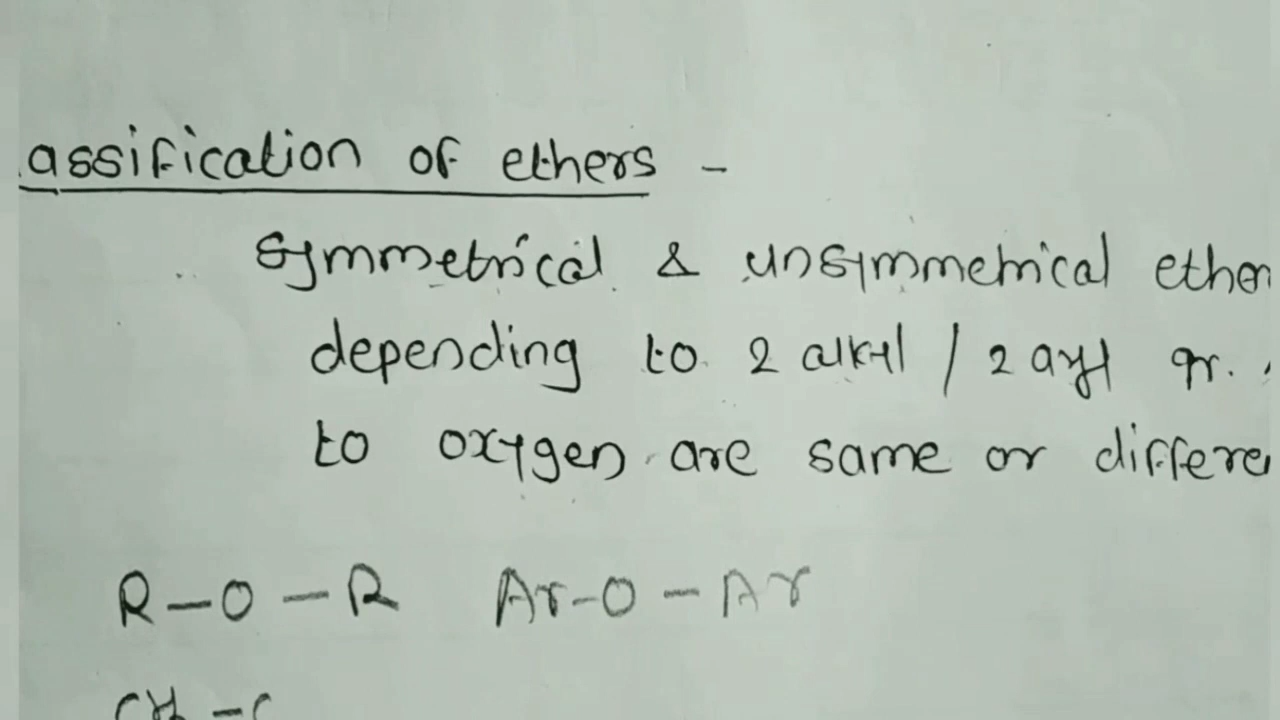 assification of ethers -
Symmetrical & unsymmetrical ether
depending to 2 alkyl / 2 aryl gr.
to oxygen are same or differe
R-O-R Ar-O-Ar
CH3-C